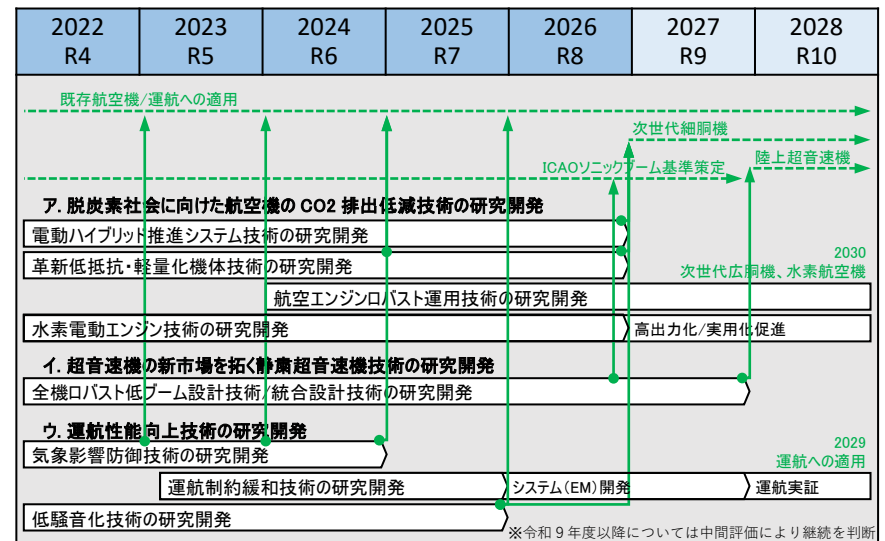 2022 2023 2024 2025 2026 2027 2028
R4 R5 R6 R7 R8 R9 R10
既存航空機/運航への適用
次世代細胴機
ICAOソニックブーム基準策定
陸上超音速機
ア. 脱炭素社会に向けた航空機の CO2 排出低減技術の研究開発
電動ハイブリッド推進システム技術の研究開発
革新低抵抗・軽量化機体技術の研究開発
2030
次世代広胴機、水素航空機
航空エンジンロバスト運用技術の研究開発
水素電動エンジン技術の研究開発
高出力化/実用化促進
イ. 超音速機の新市場を拓く静粛超音速機技術の研究開発
全機ロバスト低ブーム設計技術/統合設計技術の研究開発
ウ. 運航性能向上技術の研究開発
気象影響防御技術の研究開発
2029
運航への適用
運航制約緩和技術の研究開発
システム(EM)開発
運航実証
低騒音化技術の研究開発
※令和 9 年度以降については中間評価により継続を判断